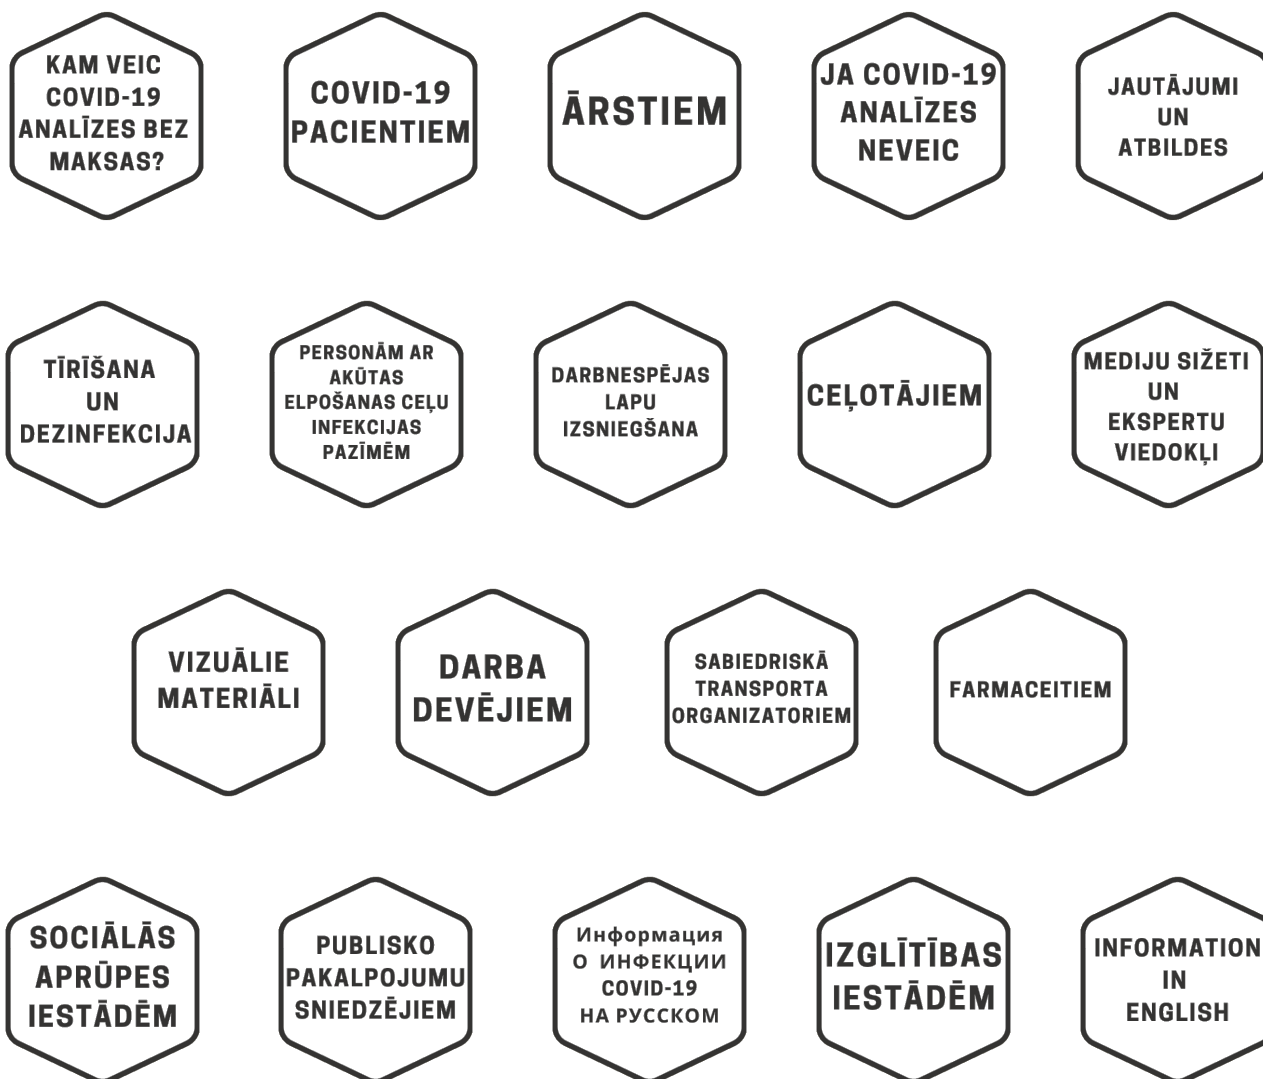 KAM VEIC
COVID-19
ANALĪZES BEZ
MAKSAS?
COVID-19
PACIENTIEM
ĀRSTIEM
JA COVID-19
ANALĪZES
NEVEIC
JAUTĀJUMI
UN
ATBILDES
TĪRĪŠANA
UN
DEZINFEKCIJA
PERSONĀM AR
AKŪTAS
ELPOŠANAS CEĻU
INFEKCIJAS
PAZĪMĒM
DARBNESPĒJAS
LAPU
IZSNIEGŠANA
CEĻOTĀJIEM
MEDIJU SIŽETI
UN
EKSPERTU
VIEDOKĻI
VIZUĀLIE
MATERIĀLI
DARBA
DEVĒJIEM
SABIEDRISKĀ
TRANSPORTA
ORGANIZATORIEM
FARMACEITIEM
SOCIĀLĀS
APRŪPES
IESTĀDĒM
PUBLISKO
PAKALPOJUMU
SNIEDZĒJIEM
Информация
О ИНФЕКЦИИ
COVID-19
НА РУССКОМ
IZGLĪTĪBAS
IESTĀDĒM
INFORMATION
IN
ENGLISH